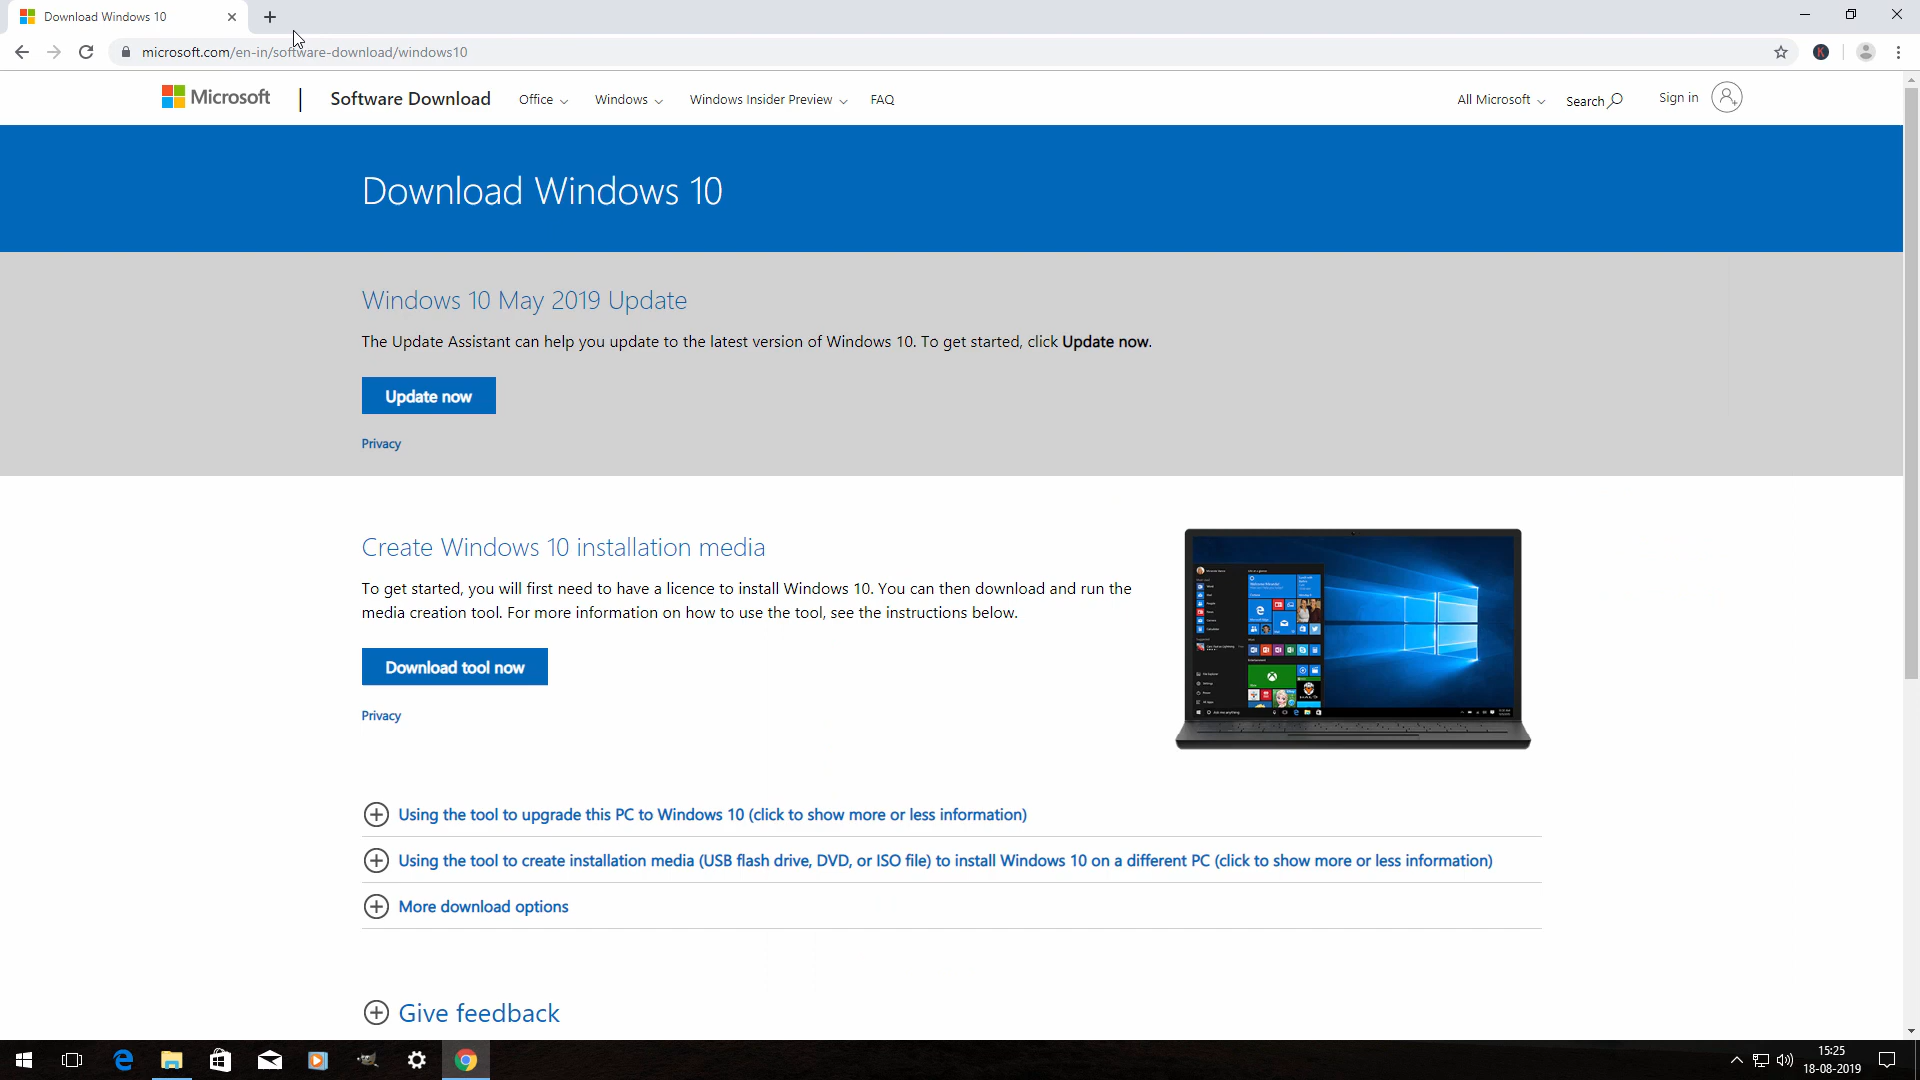 Download Windows 10
microsoft.com/en-in/software-download/windows10
K
Microsoft
Software Download
Office
Windows
Windows Insider Preview
FAQ
All Microsoft
Search
Sign in
Download Windows 10
Windows 10 May 2019 Update
The Update Assistant can help you update to the latest version of Windows 10. To get started, click Update now.
Update now
Privacy
Create Windows 10 installation media
To get started, you will first need to have a licence to install Windows 10. You can then download and run the
media creation tool. For more information on how to use the tool, see the instructions below.
Download tool now
Privacy
Using the tool to upgrade this PC to Windows 10 (click to show more or less information)
Using the tool to create installation media (USB flash drive, DVD, or ISO file) to install Windows 10 on a different PC (click to show more or less information)
More download options
Give feedback
15:25
18-08-2019